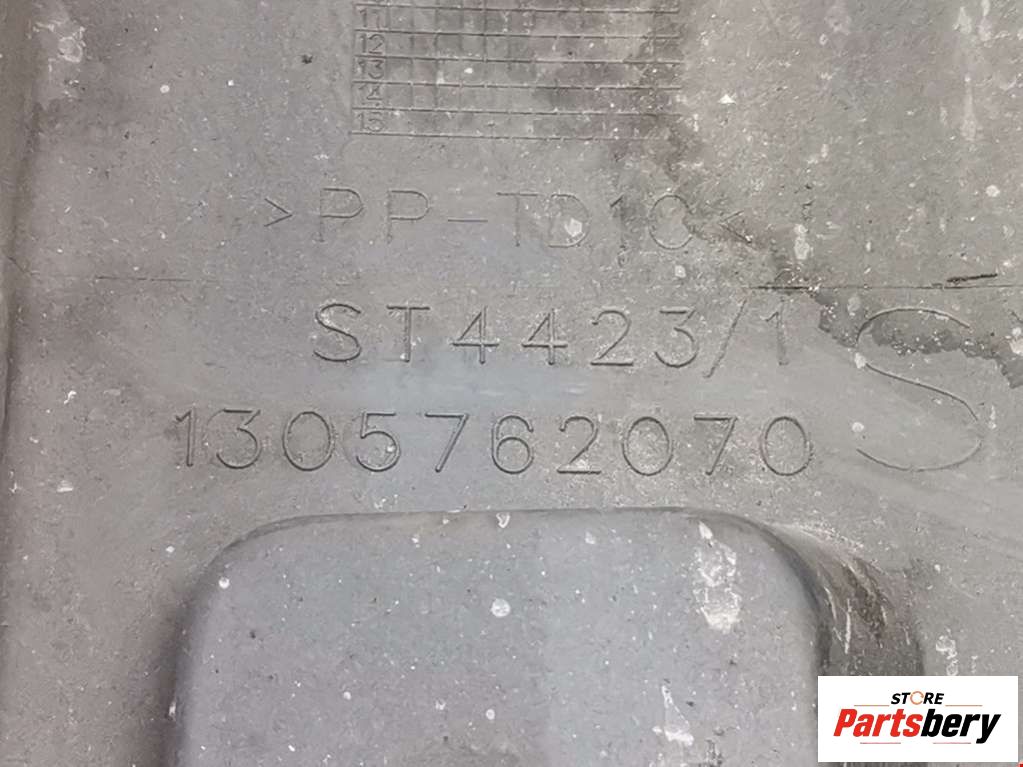 11
12
13
14
15
>PP-TD10<
ST4423/1
1305762070
S
STORE
Partsbery